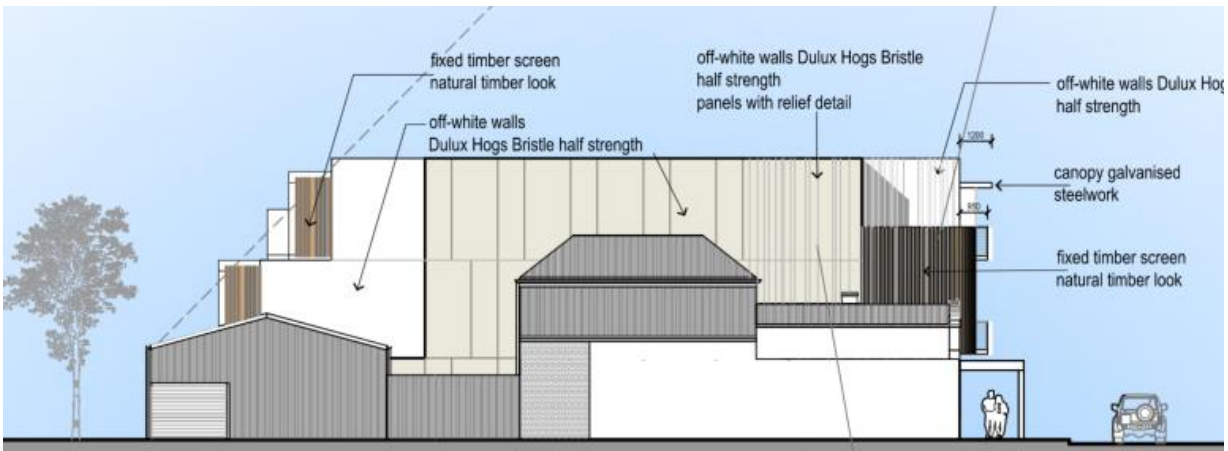 fixed timber screen
natural timber look
off-white walls
Dulux Hogs Bristle half strength
off-white walls Dulux Hogs Bristle
half strength
panels with relief detail
off-white walls Dulux Hog
half strength
1200
canopy galvanised
steelwork
850
fixed timber screen
natural timber look